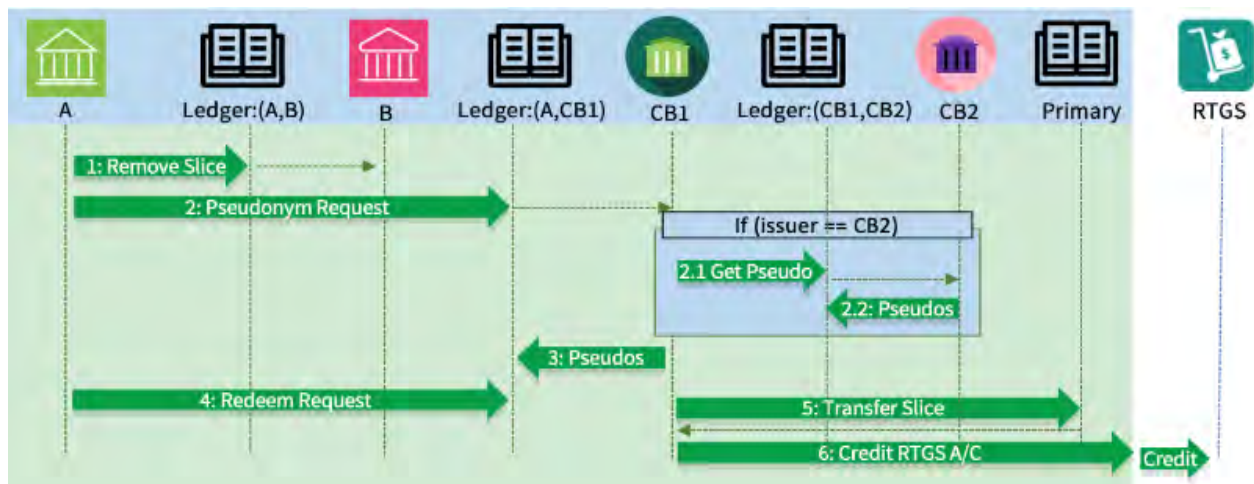 A
Ledger:(A,B)
B
Ledger:(A,CB1)
CB1
Ledger:(CB1,CB2)
CB2
Primary
RTGS
$
1: Remove Slice
2: Pseudonym Request
If (issuer == CB2)
2.1 Get Pseudo
2.2: Pseudos
3: Pseudos
4: Redeem Request
5: Transfer Slice
6: Credit RTGS A/C
Credit